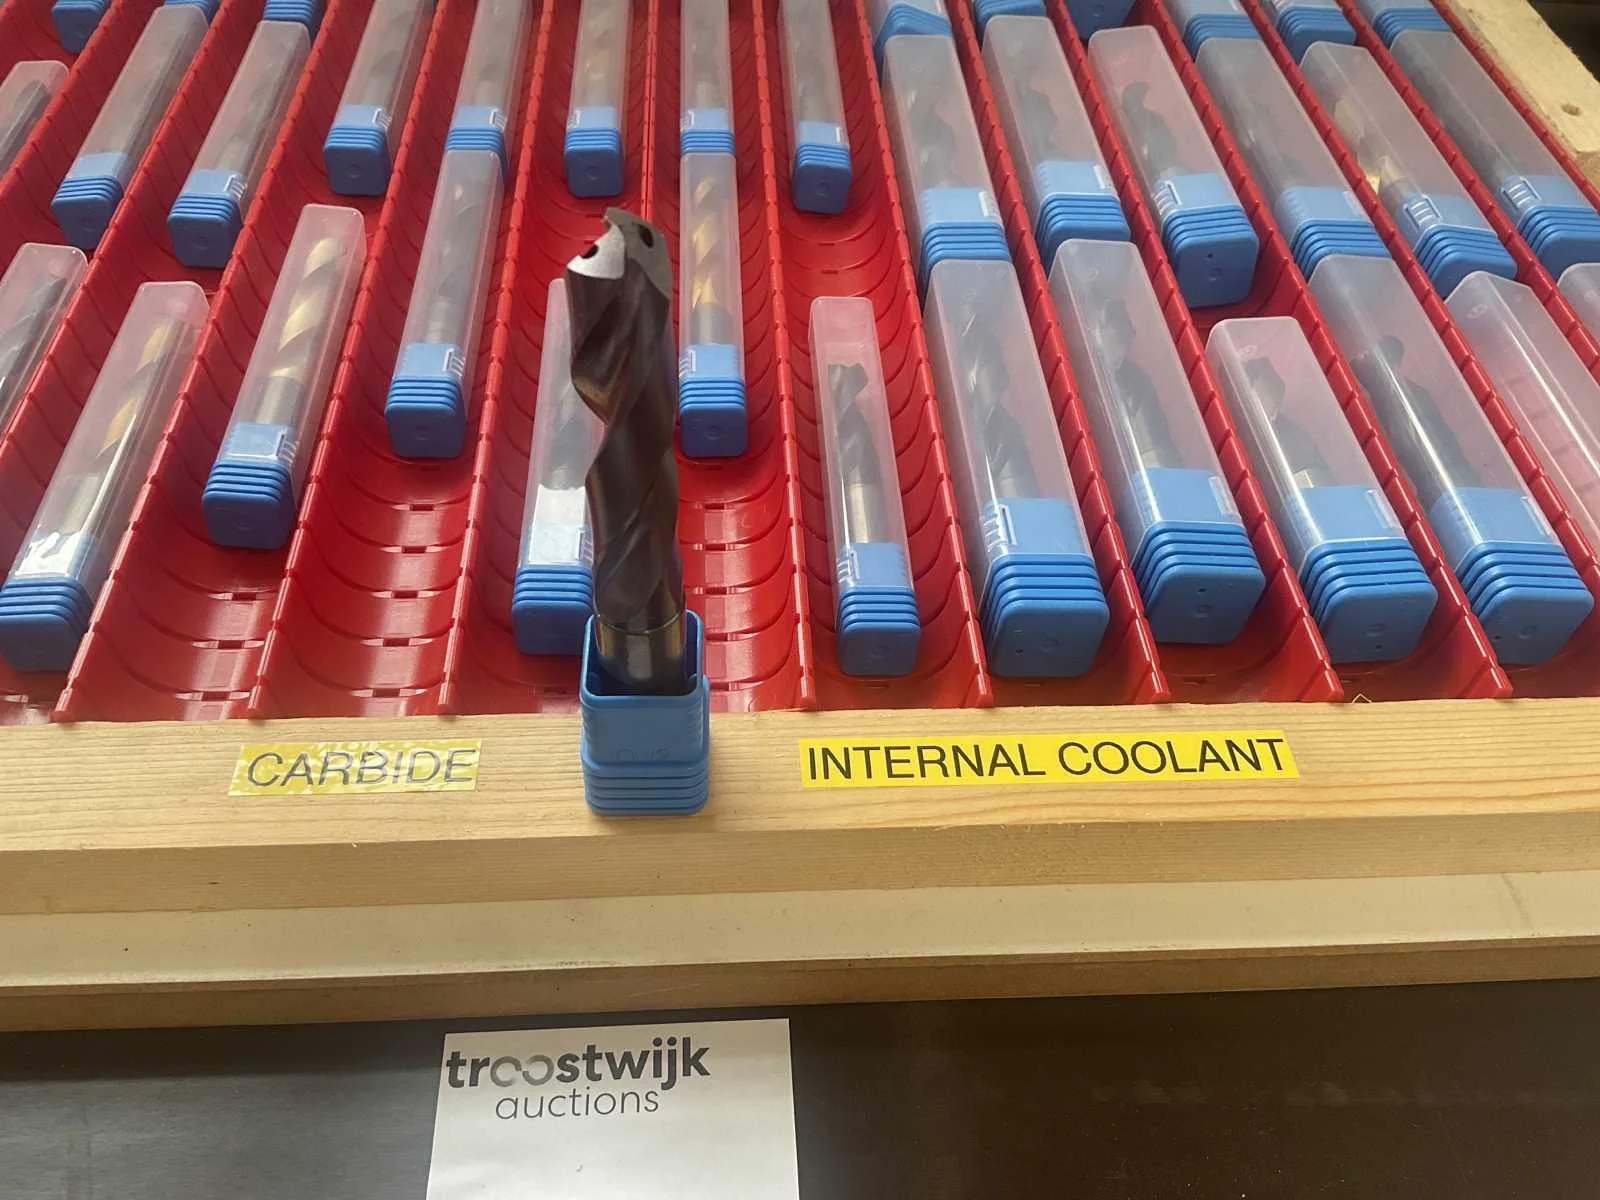 CARBIDE
INTERNAL COOLANT
troostwijk
auctions